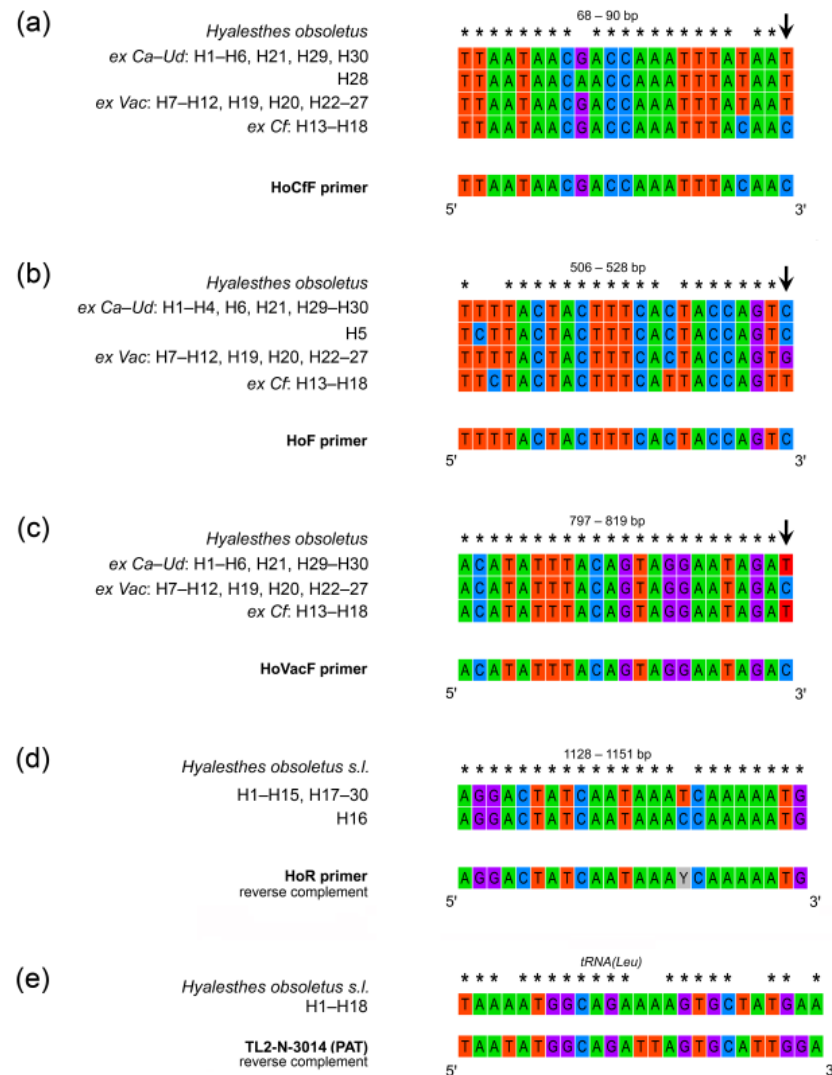 (a)
68 – 90 bp
Hyalesthes obsoletus * * * * * * * * * * * * * * * * * * * *
ex Ca–Ud: H1–H6, H21, H29, H30 TTAATAACGACCAAATTTATAAT
H28 TTAATAACAACCAAATTTATAAT
ex Vac: H7–H12, H19, H20, H22–27 TTAATAACGACCAAATTTATAAT
ex Cf: H13–H18 TTAATAACGACCAAATTTACAAC
HoCfF primer TTAATAACGACCAAATTTACAAC
5' 3'
(b)
506 – 528 bp
Hyalesthes obsoletus * * * * * * * * * * * * * * * * * * *
ex Ca–Ud: H1–H4, H6, H21, H29–H30 TTTTACTACTTTCACTACCAGTC
H5 TCTTACTACTTTCACTACCAGTC
ex Vac: H7–H12, H19, H20, H22–27 TTTTACTACTTTCACTACCAGTG
ex Cf: H13–H18 TTCTACTACTTTCATTACCAGTT
HoF primer TTTTACTACTTTCACTACCAGTC
5' 3'
(c)
797 – 819 bp
Hyalesthes obsoletus * * * * * * * * * * * * * * * * * * * * * *
ex Ca–Ud: H1–H6, H21, H29–H30 ACATATTTACAGTAGGAATAGAT
ex Vac: H7–H12, H19, H20, H22–27 ACATATTTACAGTAGGAATAGAC
ex Cf: H13–H18 ACATATTTACAGTAGGAATAGAT
HoVacF primer ACATATTTACAGTAGGAATAGAC
5' 3'
(d)
1128 – 1151 bp
Hyalesthes obsoletus s.l. * * * * * * * * * * * * * * * * * * * * * * *
H1–H15, H17–30 AGGACTATCAATAAATCAAAAATG
H16 AGGACTATCAATAAACCAAAAATG
HoR primer AGGACTATCAATAAAYCAAAAATG
reverse complement
5' 3'
(e)
tRNA(Leu)
Hyalesthes obsoletus s.l. * * * * * * * * * * * * * * * * * * *
H1–H18 TAAAATGGCAGAAAAGTGCTATGAA
TL2-N-3014 (PAT) TAATATGGCAGATTAGTGCATTGGA
reverse complement
5' 3